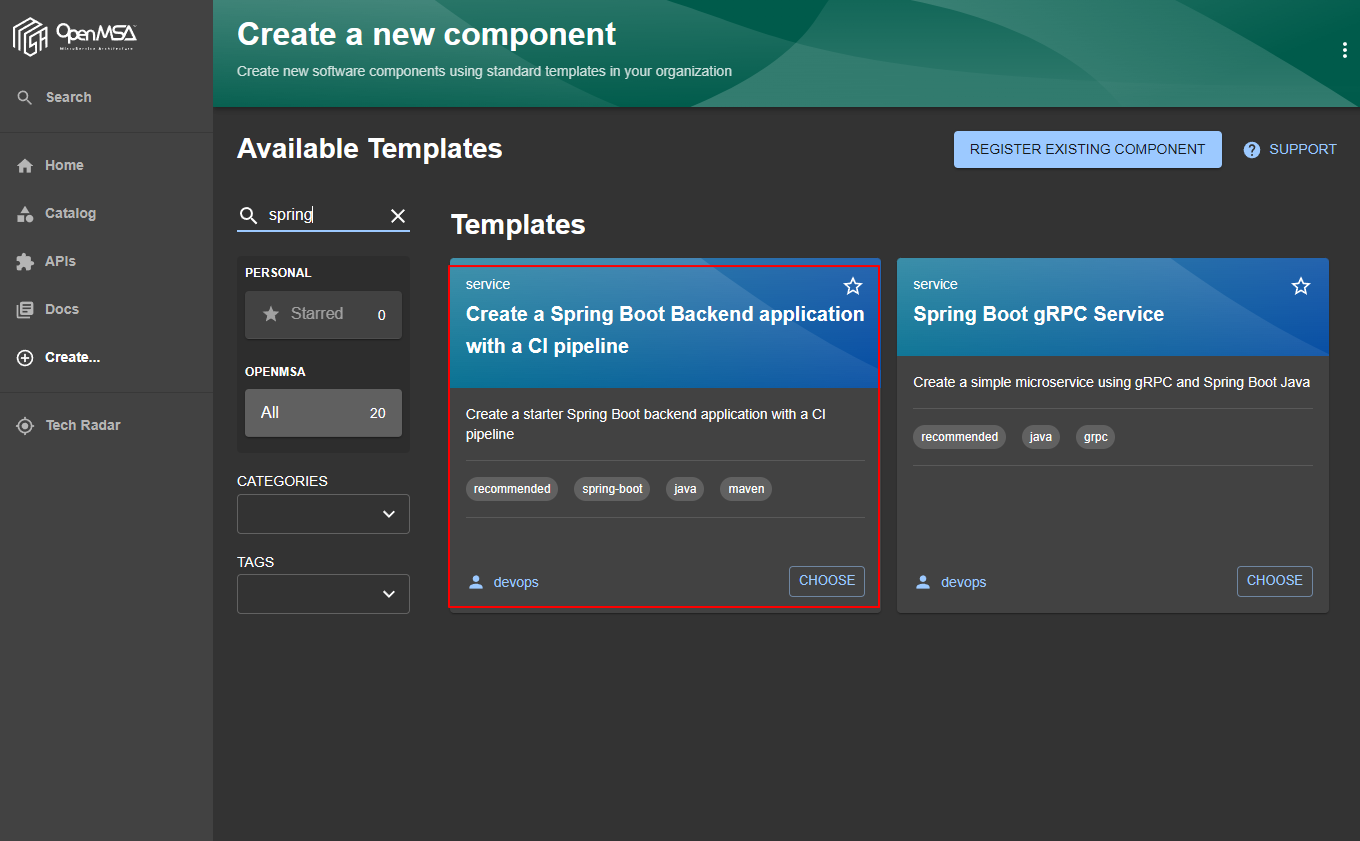 OpenMSA
MicroService Architecture
Search
Home
Catalog
APIs
Docs
Create...
Tech Radar
Create a new component
Create new software components using standard templates in your organization
Available Templates
REGISTER EXISTING COMPONENT
SUPPORT
spring
PERSONAL
Starred 0
OPENMSA
All 20
CATEGORIES
TAGS
Templates
service
Create a Spring Boot Backend application
with a CI pipeline
Create a starter Spring Boot backend application with a CI
pipeline
recommended spring-boot java maven
devops CHOOSE
service
Spring Boot gRPC Service
Create a simple microservice using gRPC and Spring Boot Java
recommended java grpc
devops CHOOSE